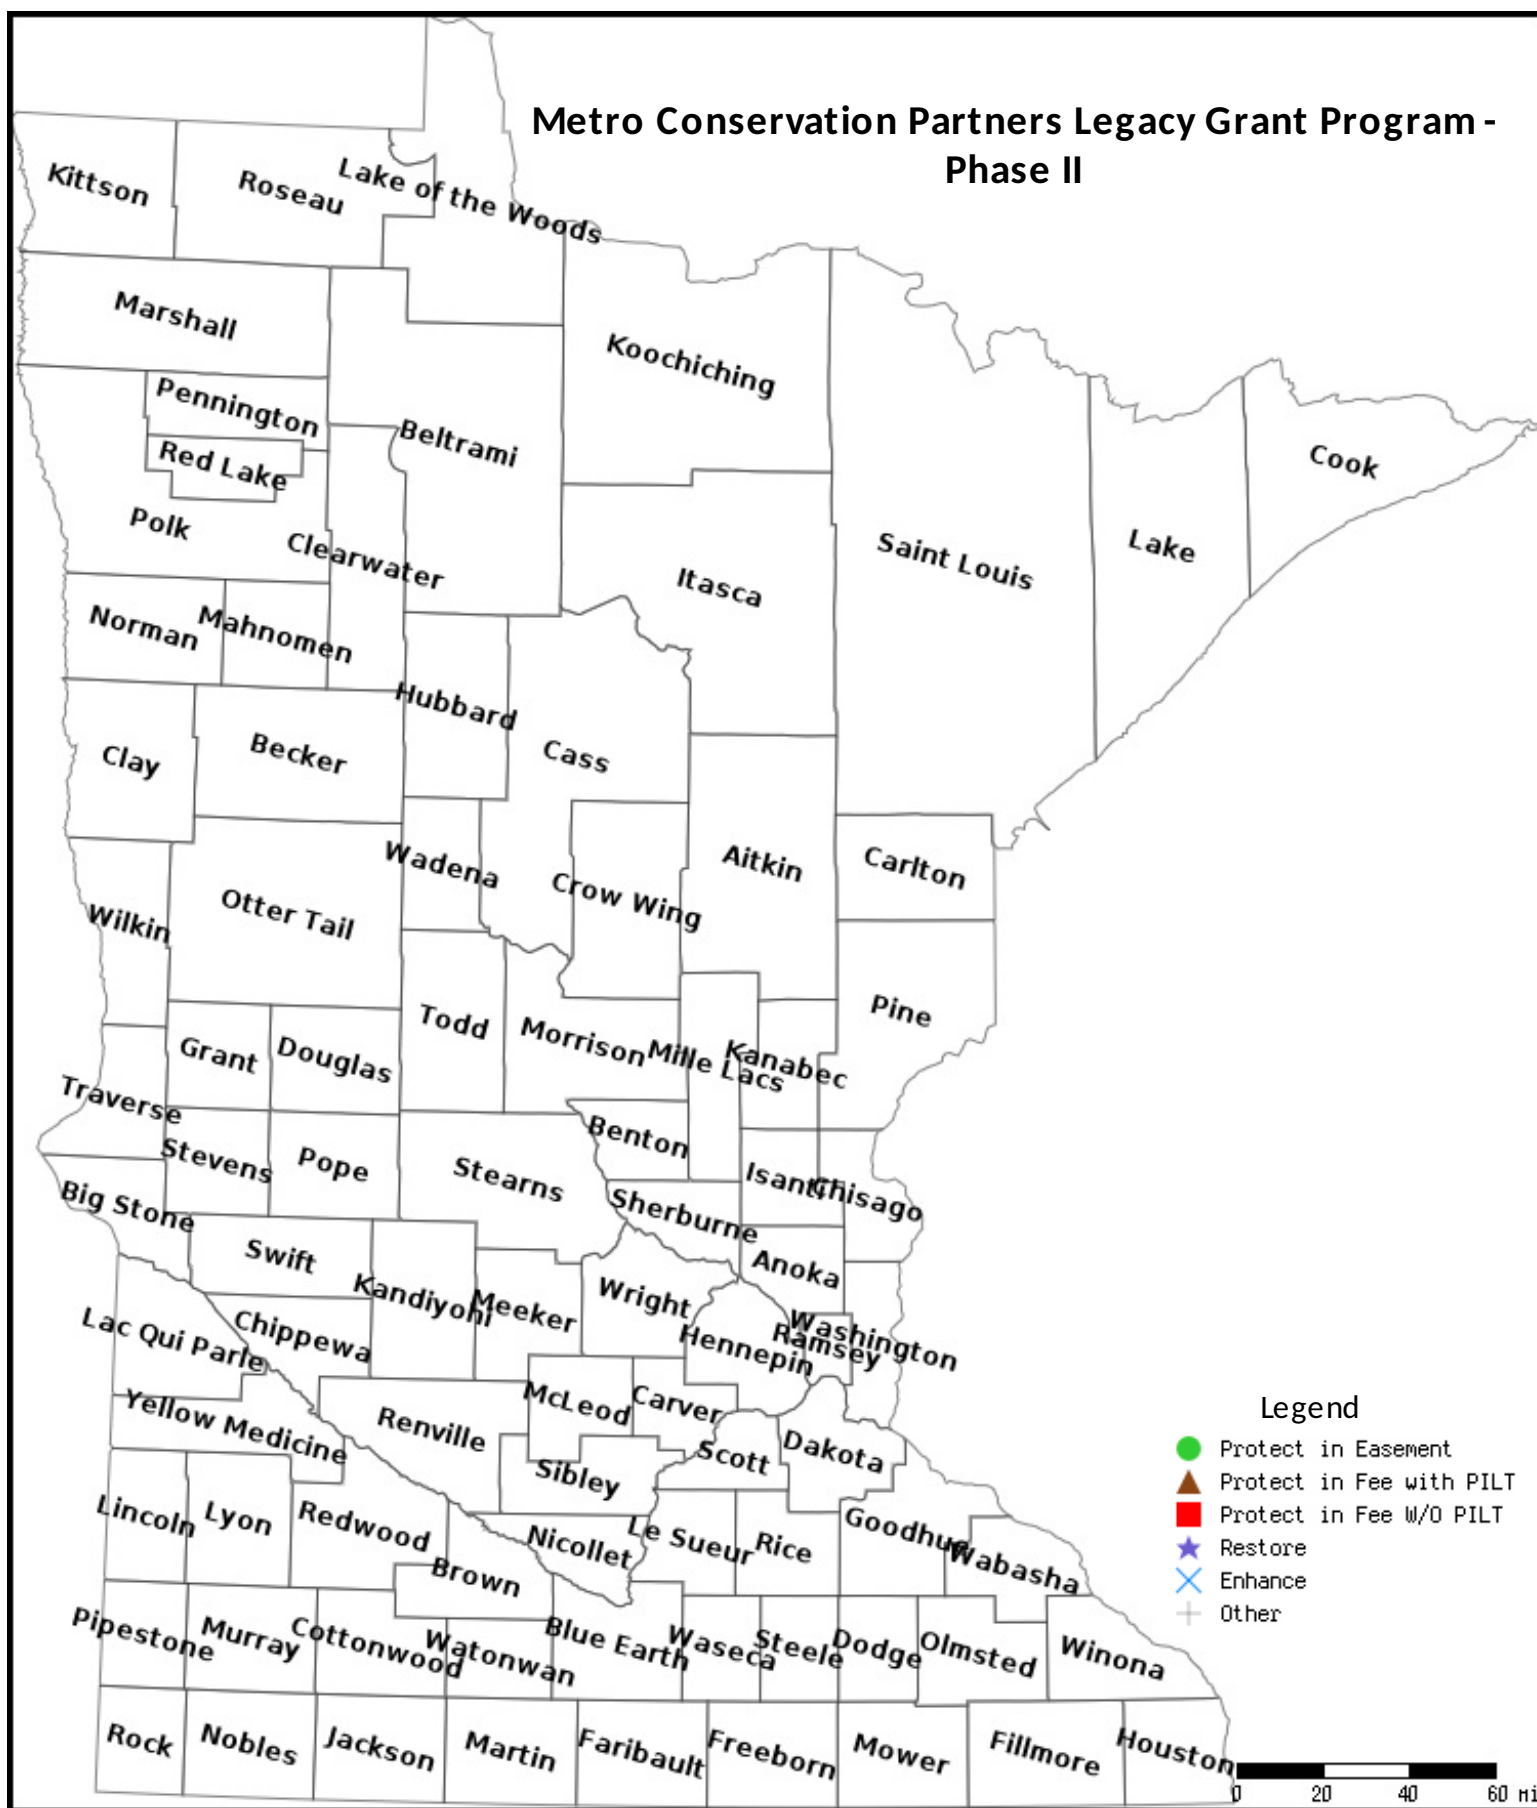 Metro Conservation Partners Legacy Grant Program -
Phase II
Kittson
Roseau
Lake of the Woods
Marshall
Koochiching
Pennington
Beltrami
Red Lake
Cook
Polk
Clearwater
Saint Louis
Lake
Itasca
Norman
Mahnomen
Hubbard
Clay
Becker
Cass
Wadena
Aitkin
Carlton
Otter Tail
Crow Wing
Wilkin
Todd
Pine
Morrison
Grant
Douglas
Mille Lacs
Kanabec
Traverse
Benton
Stevens
Pope
Stearns
Isanti
Chisago
Big Stone
Sherburne
Swift
Anoka
Kandiyohi
Meeker
Wright
Lac Qui Parle
Chippewa
Washington
Ramsey
Hennepin
McLeod
Carver
Yellow Medicine
Renville
Scott
Dakota
Sibley
Lincoln
Lyon
Redwood
Nicollet
Le Sueur
Rice
Goodhue
Wabasha
Brown
Pipestone
Murray
Cottonwood
Watonwan
Blue Earth
Waseca
Steele
Dodge
Olmsted
Winona
Rock
Nobles
Jackson
Martin
Faribault
Freeborn
Mower
Fillmore
Houston
Legend
Protect in Easement
Protect in Fee with PILT
Protect in Fee W/O PILT
Restore
Enhance
Other
0 20 40 60 Mi